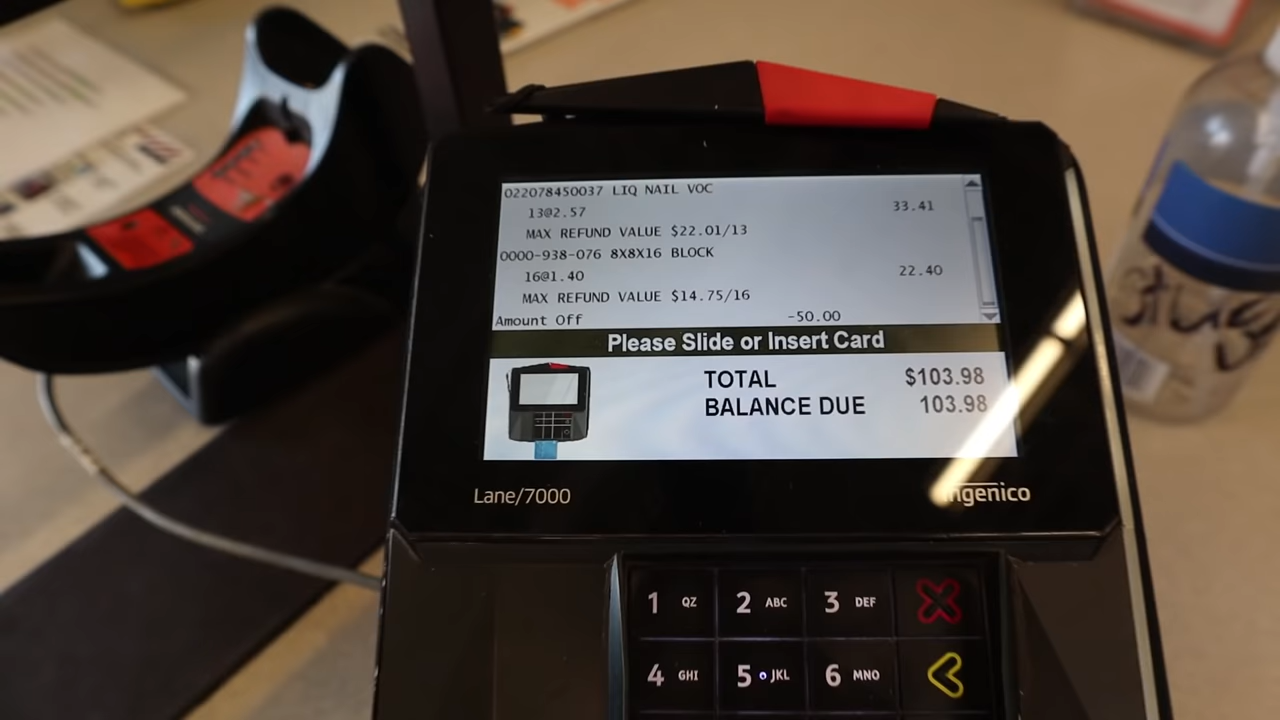 022078450037 LIQ NAIL VOC
13@2.57 33.41
MAX REFUND VALUE $22.01/13
0000-938-076 8X8X16 BLOCK
16@1.40 22.40
MAX REFUND VALUE $14.75/16
Amount Off -50.00
Please Slide or Insert Card
TOTAL $103.98
BALANCE DUE 103.98
Lane/7000 ingenico
1 QZ 2 ABC 3 DEF
4 GHI 5 JKL 6 MNO